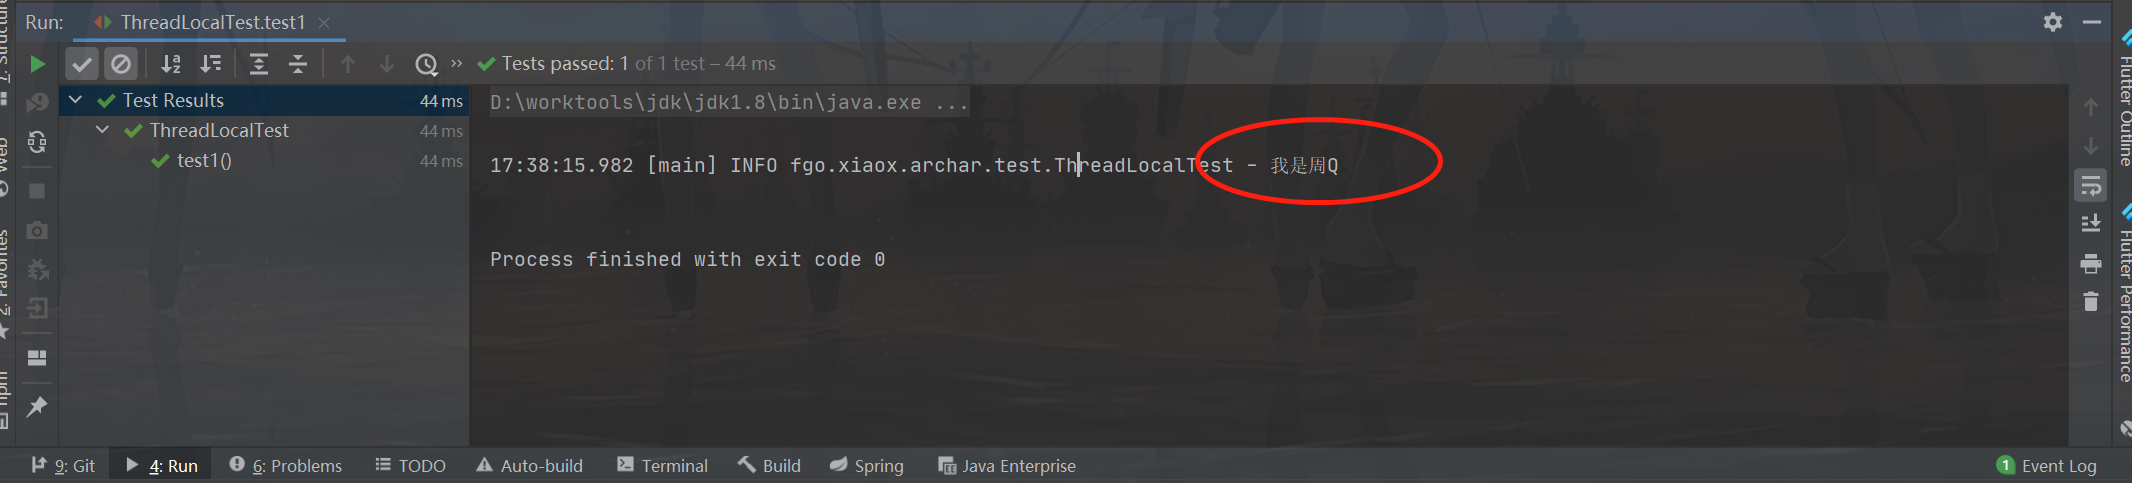 Run: ThreadLocalTest.test1
Tests passed: 1 of 1 test – 44 ms
Test Results 44 ms
ThreadLocalTest 44 ms
test1() 44 ms
D:\worktools\jdk\jdk1.8\bin\java.exe ...
17:38:15.982 [main] INFO fgo.xiaox.archar.test.ThreadLocalTest - 我是周Q
Process finished with exit code 0
2: Favorites
Flutter Outline
Flutter Performance
9: Git 4: Run 6: Problems TODO Auto-build Terminal Build Spring Java Enterprise 1 Event Log